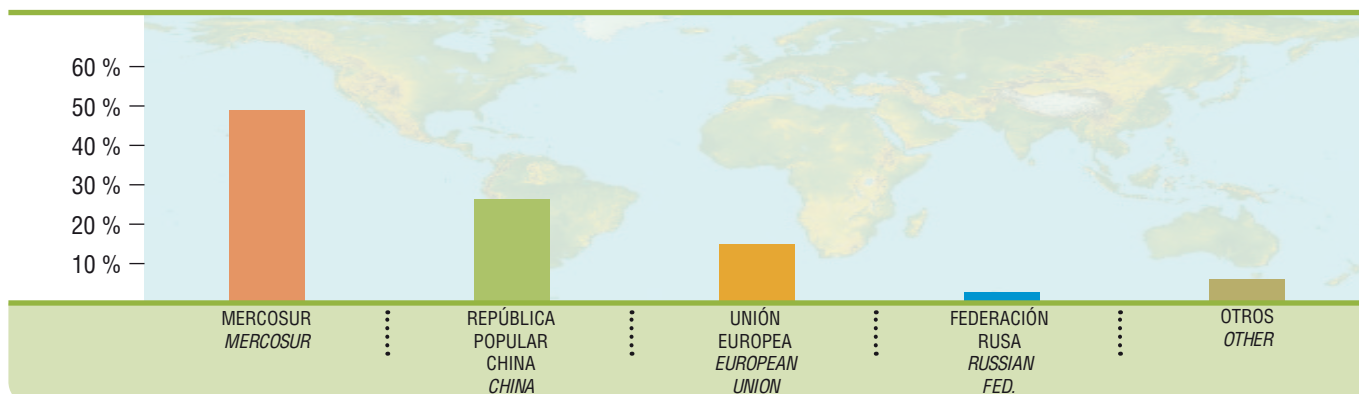 60 %
50 %
40 %
30 %
20 %
10 %
MERCOSUR
MERCOSUR
REPÚBLICA
POPULAR
CHINA
CHINA
UNIÓN
EUROPEA
EUROPEAN
UNION
FEDERACIÓN
RUSA
RUSSIAN
FED.
OTROS
OTHER